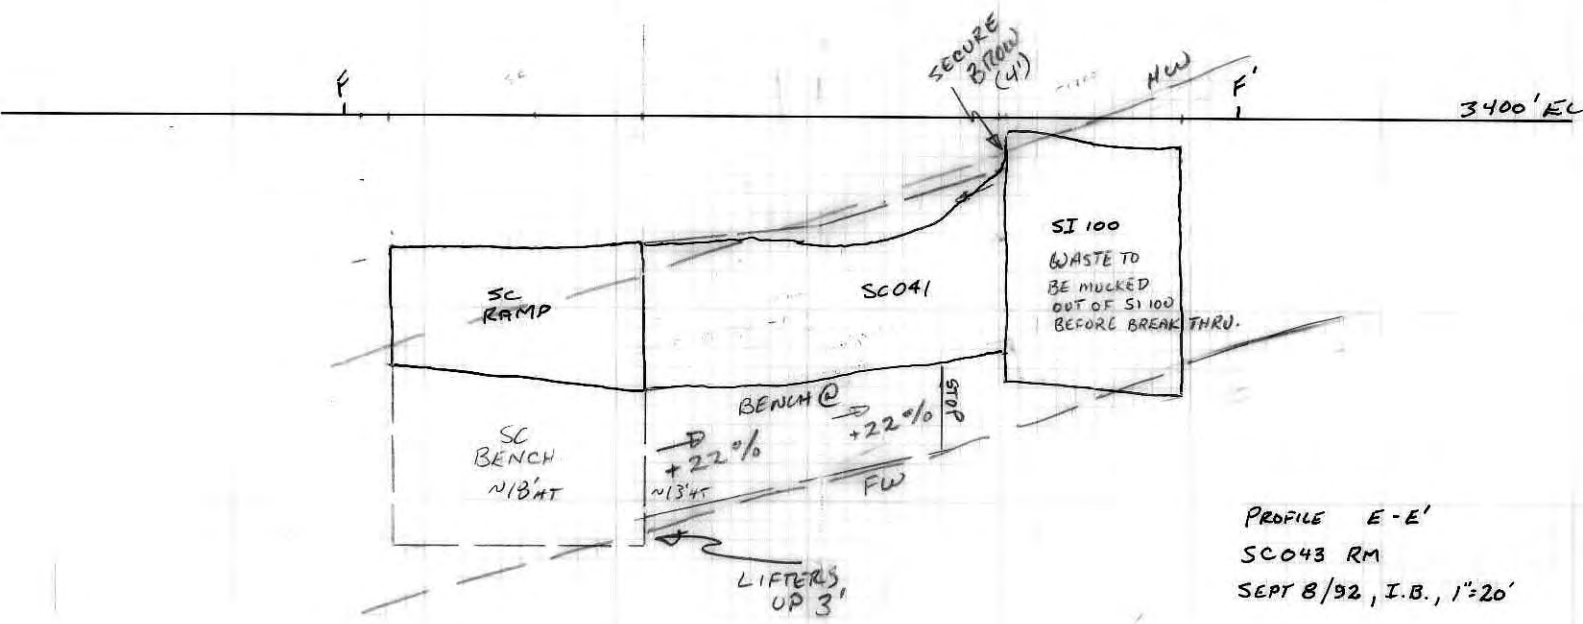 SECURE
BROW
(4')
HW
F
F'
3400' EL
SI 100
WASTE TO
BE MUCKED
OUT OF SI 100
BEFORE BREAK THRU.
SC
RAMP
SC041
BENCH @
+22%
STOP
SC
BENCH
~18' HT
+22%
~13' HT
FW
LIFTERS
UP 3'
PROFILE E-E'
SC043 RM
SEPT 8/92, I.B., 1"=20'